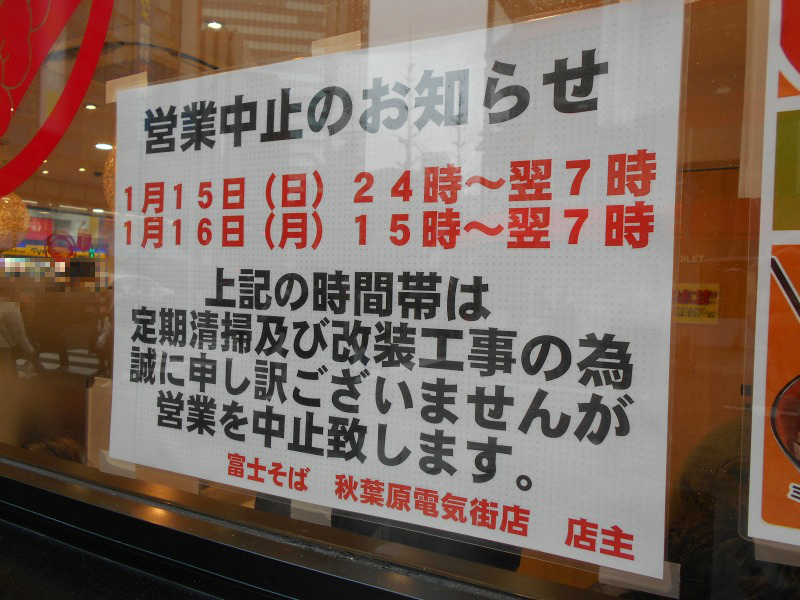 営業中止のお知らせ
1月15日（日）24時～翌7時
1月16日（月）15時～翌7時
上記の時間帯は
定期清掃及び改装工事の為
誠に申し訳ございませんが
営業を中止致します。
富士そば 秋葉原電気街店 店主